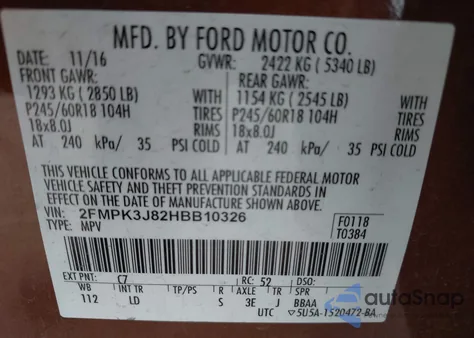 MFD. BY FORD MOTOR CO.
DATE: 11/16 GVWR: 2422 KG ( 5340 LB)
FRONT GAWR: REAR GAWR:
1293 KG ( 2850 LB) WITH 1154 KG ( 2545 LB) WITH
P245/60R18 104H TIRES P245/60R18 104H TIRES
18x8.0J RIMS 18x8.0J RIMS
AT 240 kPa/ 35 PSI COLD AT 240 kPa/ 35 PSI COLD
THIS VEHICLE CONFORMS TO ALL APPLICABLE FEDERAL MOTOR
VEHICLE SAFETY AND THEFT PREVENTION STANDARDS IN
EFFECT ON THE DATE OF MANUFACTURE SHOWN ABOVE.
VIN: 2FMPK3J82HBB10326 F0118
TYPE: MPV T0384
EXT PNT: C7 RC: 52 DSO:
WB INT TR TP/PS R AXLE TR SPR
112 LD S 3E J BBAA
UTC 5U5A-1520472-BA
autoSnap